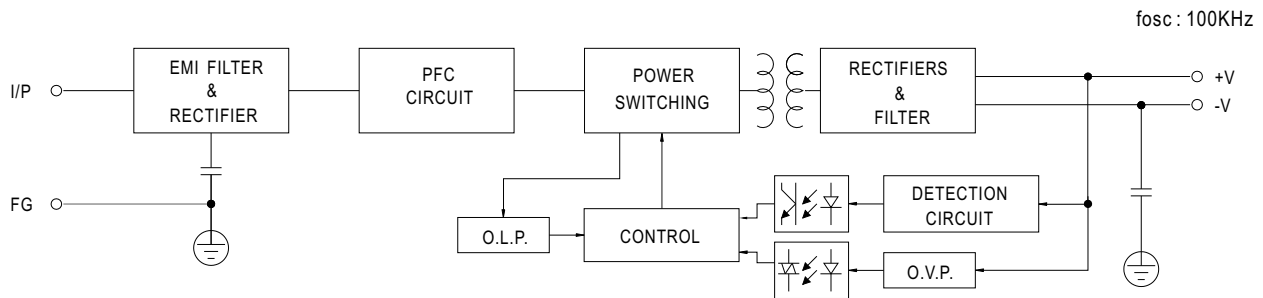 fosc : 100KHz
I/P
EMI FILTER
&
RECTIFIER
PFC
CIRCUIT
POWER
SWITCHING
RECTIFIERS
&
FILTER
+V
-V
FG
O.L.P.
CONTROL
DETECTION
CIRCUIT
O.V.P.